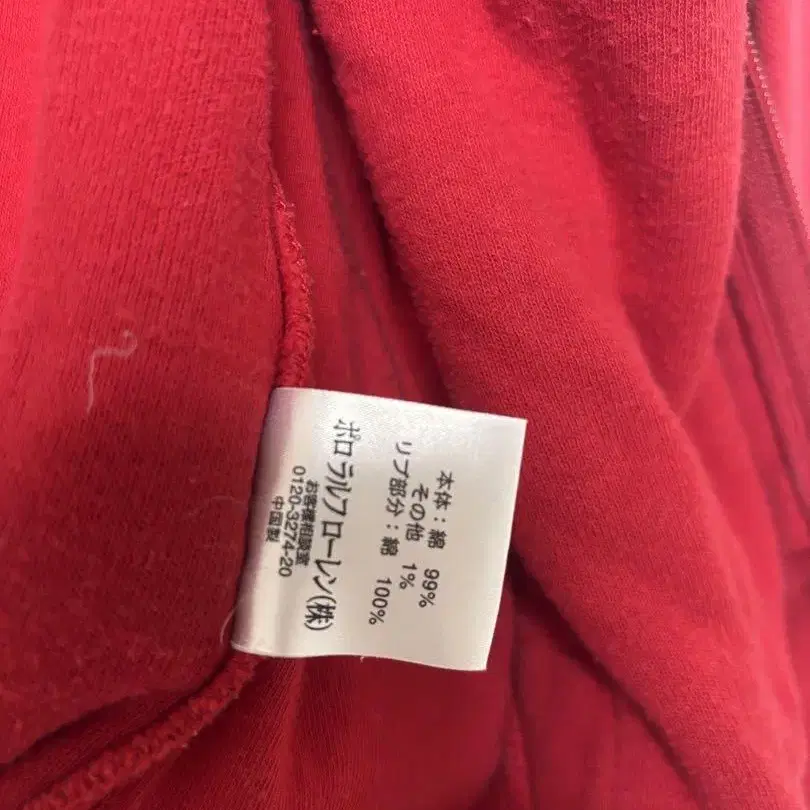 本体：綿 99%
その他 1%
リブ部分：綿 100%
ポロ ラルフローレン(株)
お客様相談室
0120-3274-20
中国製